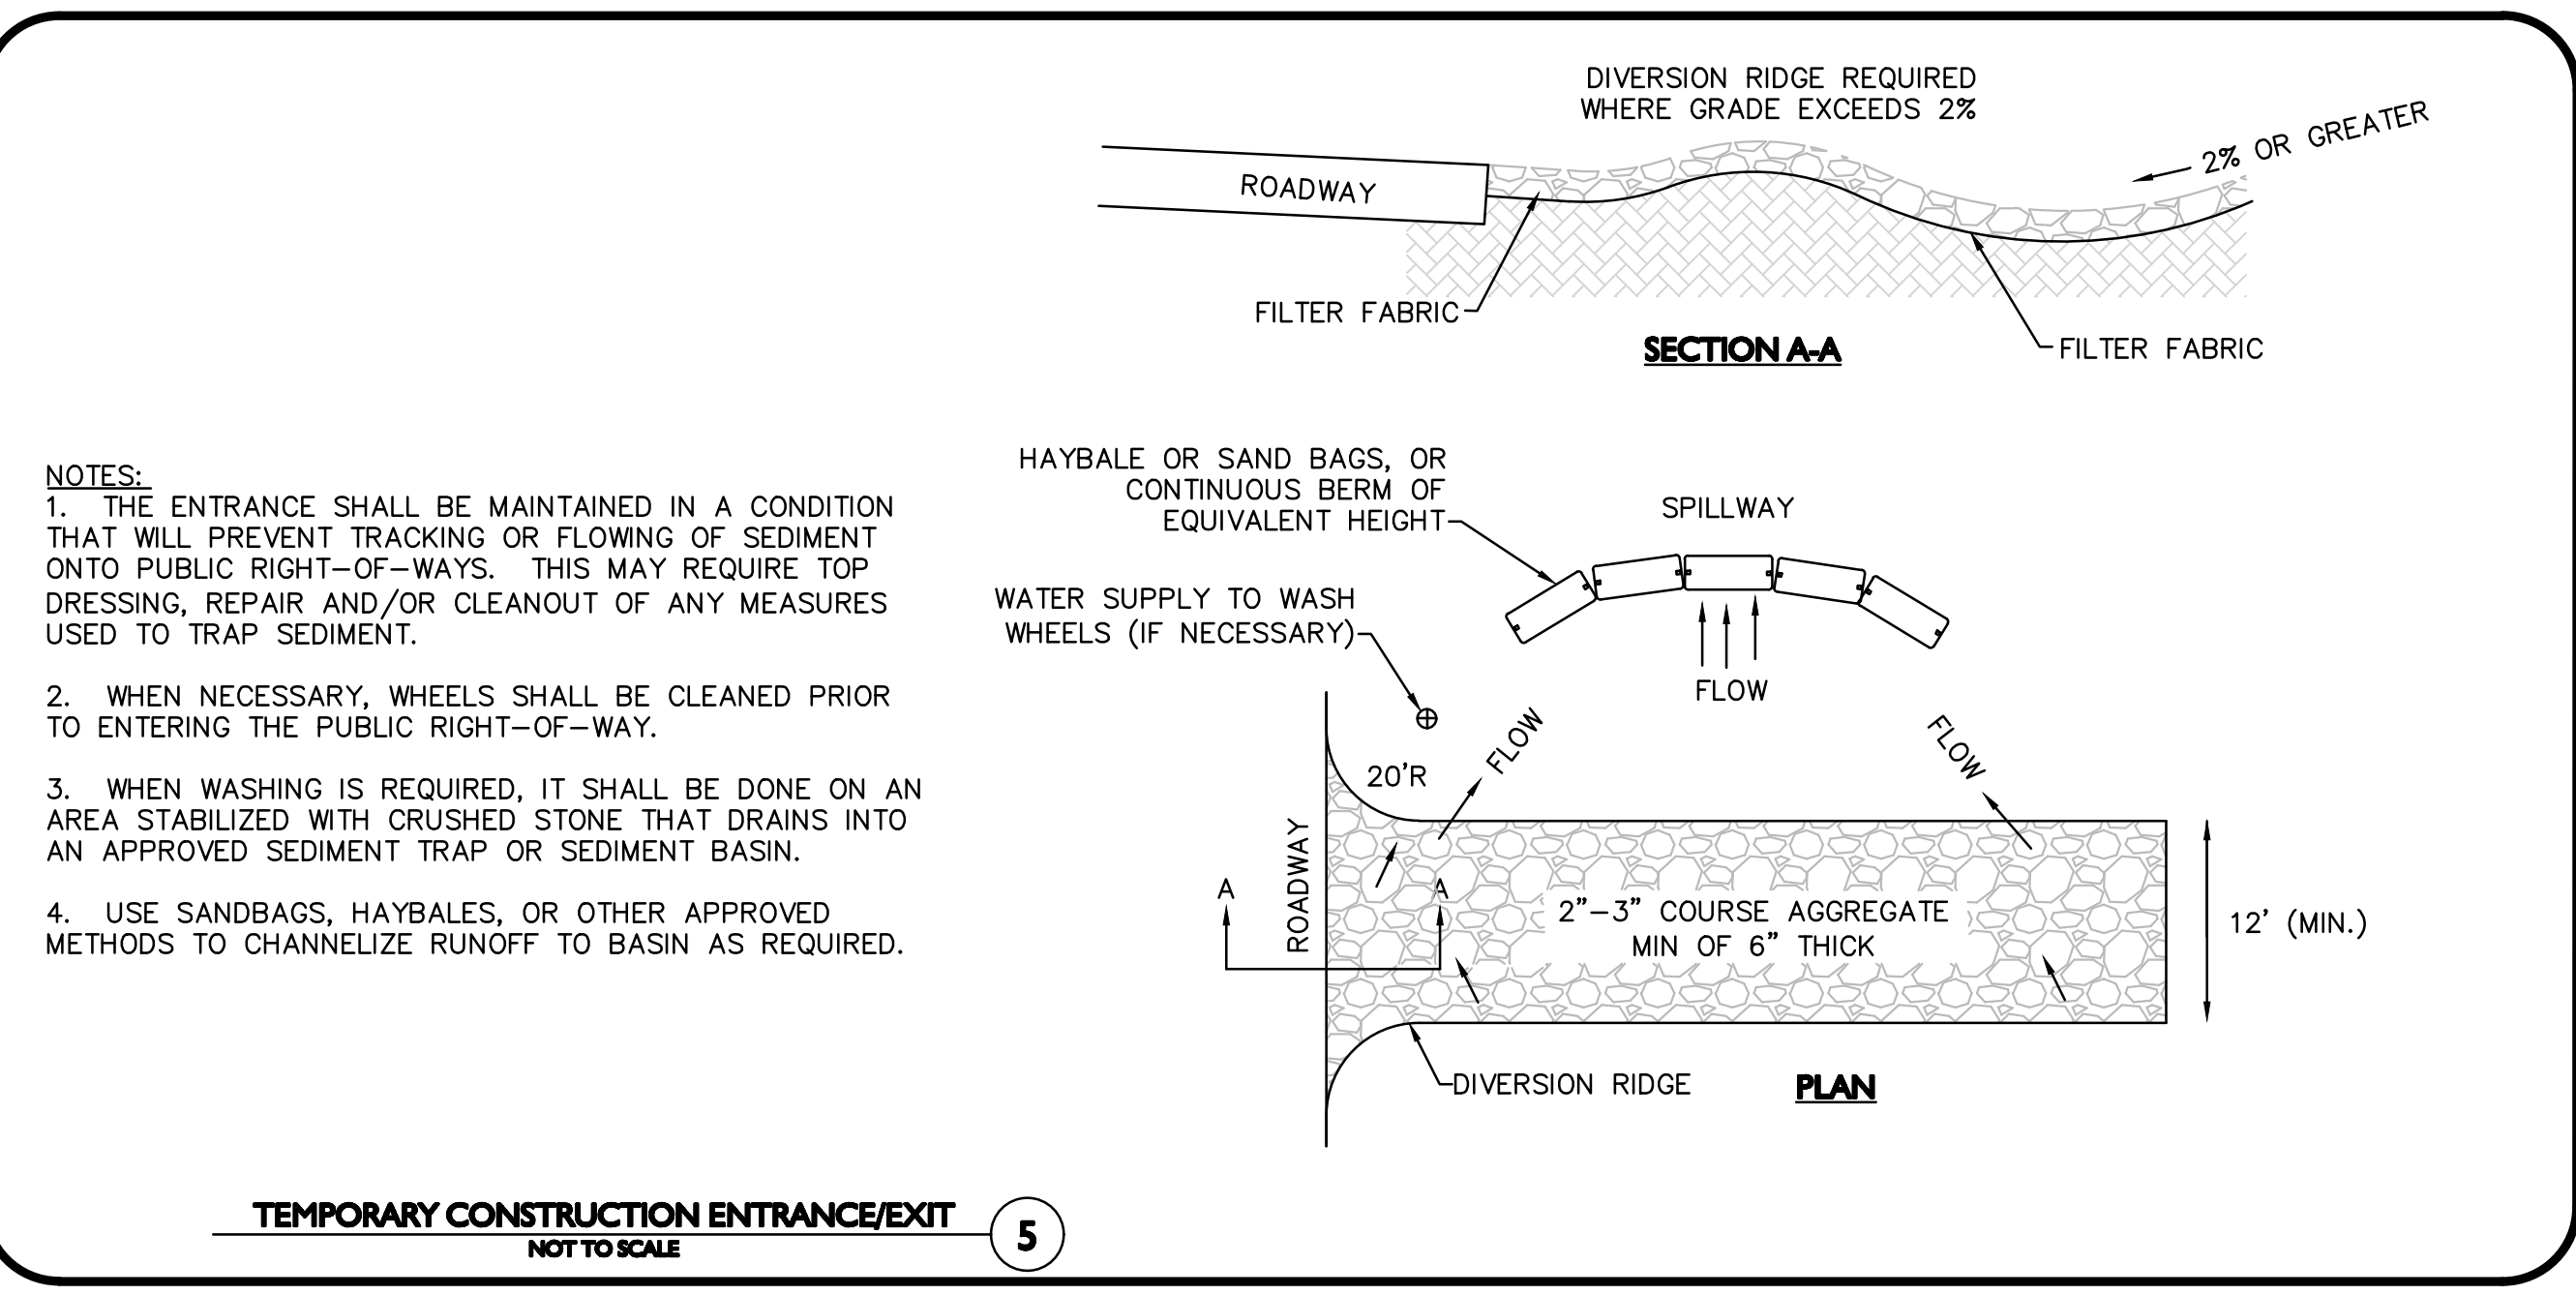 DIVERSION RIDGE REQUIRED
WHERE GRADE EXCEEDS 2%
2% OR GREATER
ROADWAY
FILTER FABRIC
SECTION A-A
FILTER FABRIC
NOTES:
1. THE ENTRANCE SHALL BE MAINTAINED IN A CONDITION
THAT WILL PREVENT TRACKING OR FLOWING OF SEDIMENT
ONTO PUBLIC RIGHT-OF-WAYS. THIS MAY REQUIRE TOP
DRESSING, REPAIR AND/OR CLEANOUT OF ANY MEASURES
USED TO TRAP SEDIMENT.
2. WHEN NECESSARY, WHEELS SHALL BE CLEANED PRIOR
TO ENTERING THE PUBLIC RIGHT-OF-WAY.
3. WHEN WASHING IS REQUIRED, IT SHALL BE DONE ON AN
AREA STABILIZED WITH CRUSHED STONE THAT DRAINS INTO
AN APPROVED SEDIMENT TRAP OR SEDIMENT BASIN.
4. USE SANDBAGS, HAYBALES, OR OTHER APPROVED
METHODS TO CHANNELIZE RUNOFF TO BASIN AS REQUIRED.
HAYBALE OR SAND BAGS, OR
CONTINUOUS BERM OF
EQUIVALENT HEIGHT
SPILLWAY
WATER SUPPLY TO WASH
WHEELS (IF NECESSARY)
FLOW
FLOW
FLOW
20'R
ROADWAY
A
A
2"-3" COURSE AGGREGATE
MIN OF 6" THICK
12' (MIN.)
DIVERSION RIDGE
PLAN
TEMPORARY CONSTRUCTION ENTRANCE/EXIT
NOT TO SCALE
5